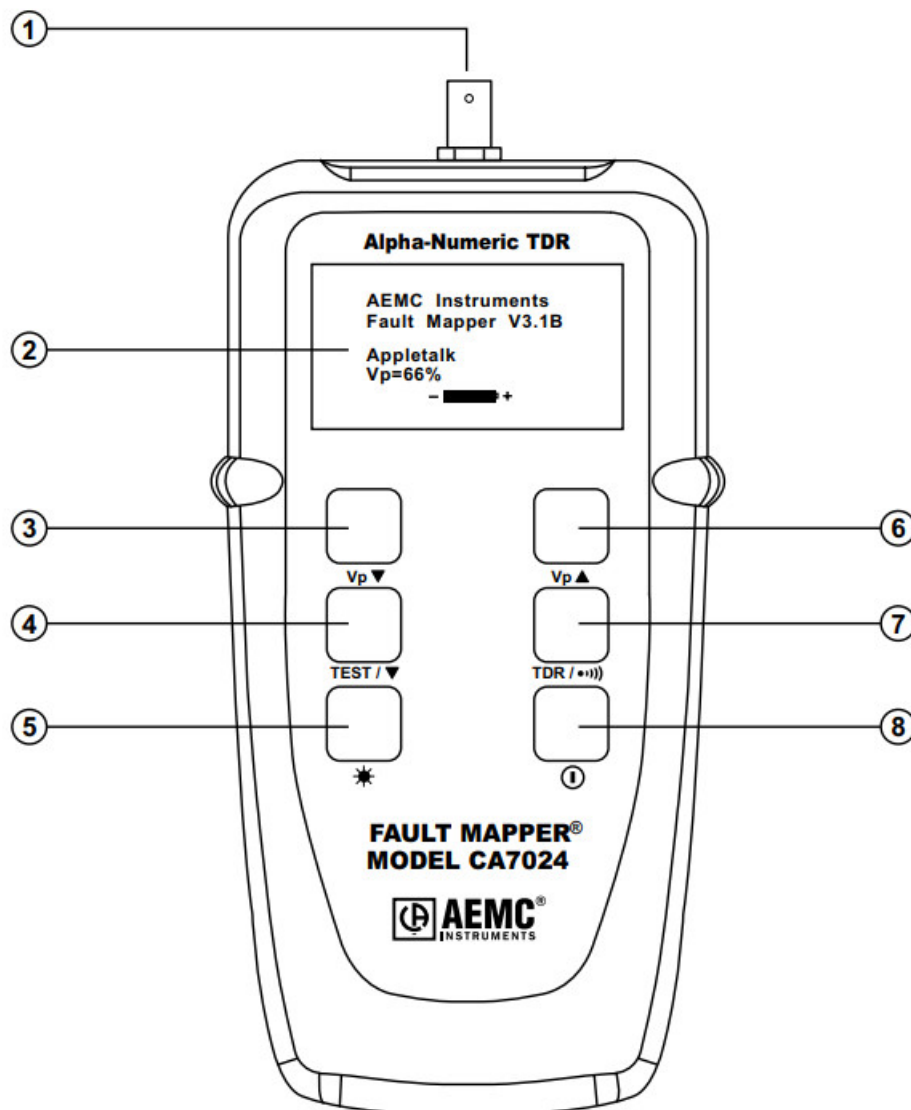 1
Alpha-Numeric TDR
AEMC Instruments
Fault Mapper V3.1B
2
Appletalk
Vp=66%
- +
3
6
Vp ▼
Vp ▲
4
7
TEST / ▼
TDR / •)))
5
8
FAULT MAPPER®
MODEL CA7024
AEMC®
INSTRUMENTS